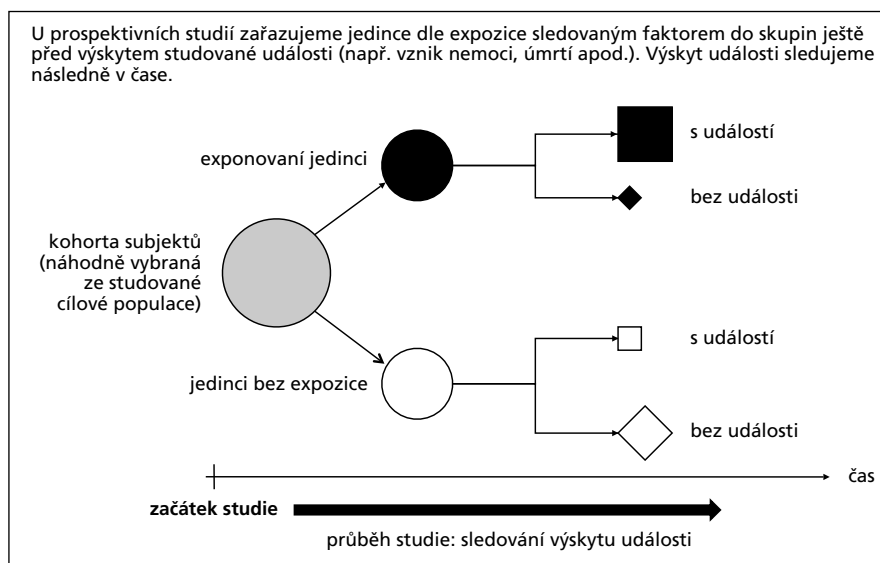 U prospektivních studií zařazujeme jedince dle expozice sledovaným faktorem do skupin ještě
před výskytem studované události (např. vznik nemoci, úmrtí apod.). Výskyt události sledujeme
následně v čase.
s událostí
exponovaní jedinci
bez události
kohorta subjektů
(náhodně vybraná
ze studované
cílové populace)
s událostí
jedinci bez expozice
bez události
čas
začátek studie
průběh studie: sledování výskytu události